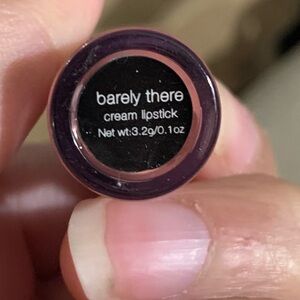 barely there
cream lipstick
Net wt:3.2g/0.1oz